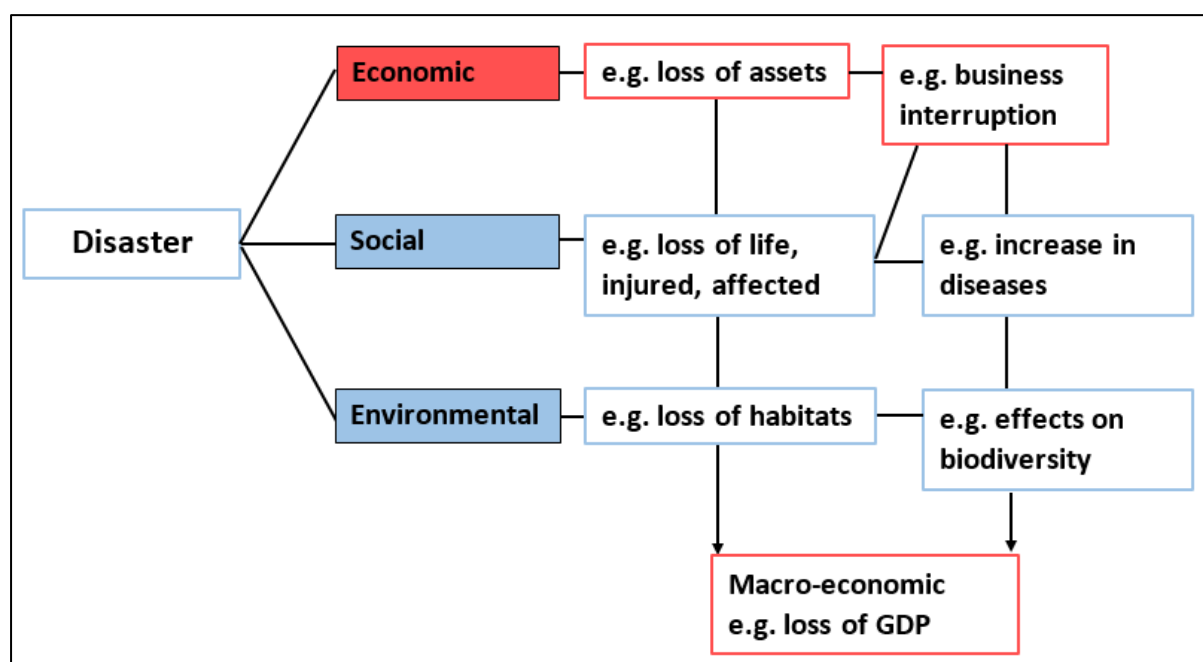 Economic
e.g. loss of assets
e.g. business
interruption
Disaster
Social
e.g. loss of life,
injured, affected
e.g. increase in
diseases
Environmental
e.g. loss of habitats
e.g. effects on
biodiversity
Macro-economic
e.g. loss of GDP